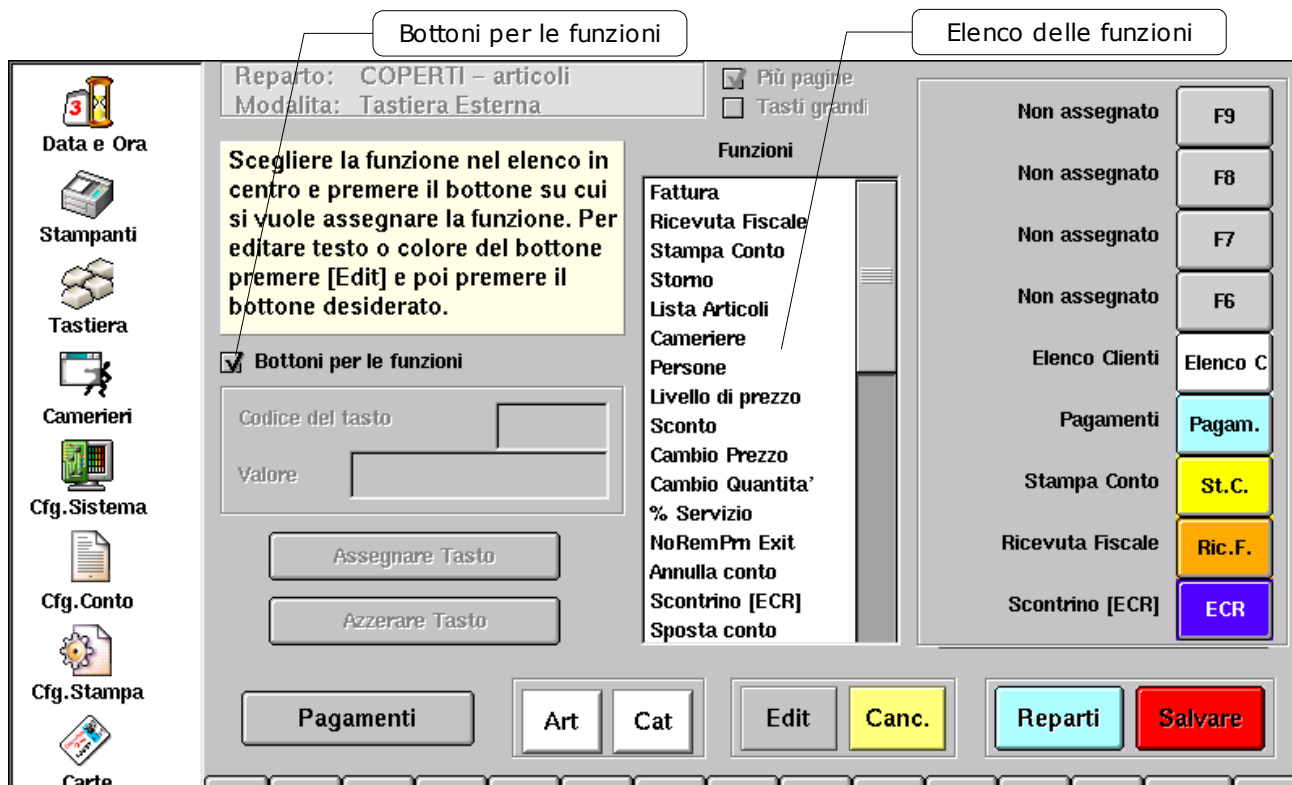 Bottoni per le funzioni
Elenco delle funzioni
Data e Ora
Stampanti
Tastiera
Camerieri
Cfg.Sistema
Cfg.Conto
Cfg.Stampa
Carte
Reparto: COPERTI – articoli
Modalita: Tastiera Esterna
Più pagine
Tasti grandi
Scegliere la funzione nel elenco in
centro e premere il bottone su cui
si vuole assegnare la funzione. Per
editare testo o colore del bottone
premere [Edit] e poi premere il
bottone desiderato.
Bottoni per le funzioni
Codice del tasto
Valore
Assegnare Tasto
Azzerare Tasto
Funzioni
Fattura
Ricevuta Fiscale
Stampa Conto
Storno
Lista Articoli
Cameriere
Persone
Livello di prezzo
Sconto
Cambio Prezzo
Cambio Quantita'
% Servizio
NoRemPrn Exit
Annulla conto
Scontrino [ECR]
Sposta conto
Non assegnato F9
Non assegnato F8
Non assegnato F7
Non assegnato F6
Elenco Clienti Elenco C
Pagamenti Pagam.
Stampa Conto St.C.
Ricevuta Fiscale Ric.F.
Scontrino [ECR] ECR
Pagamenti Art Cat Edit Canc. Reparti Salvare